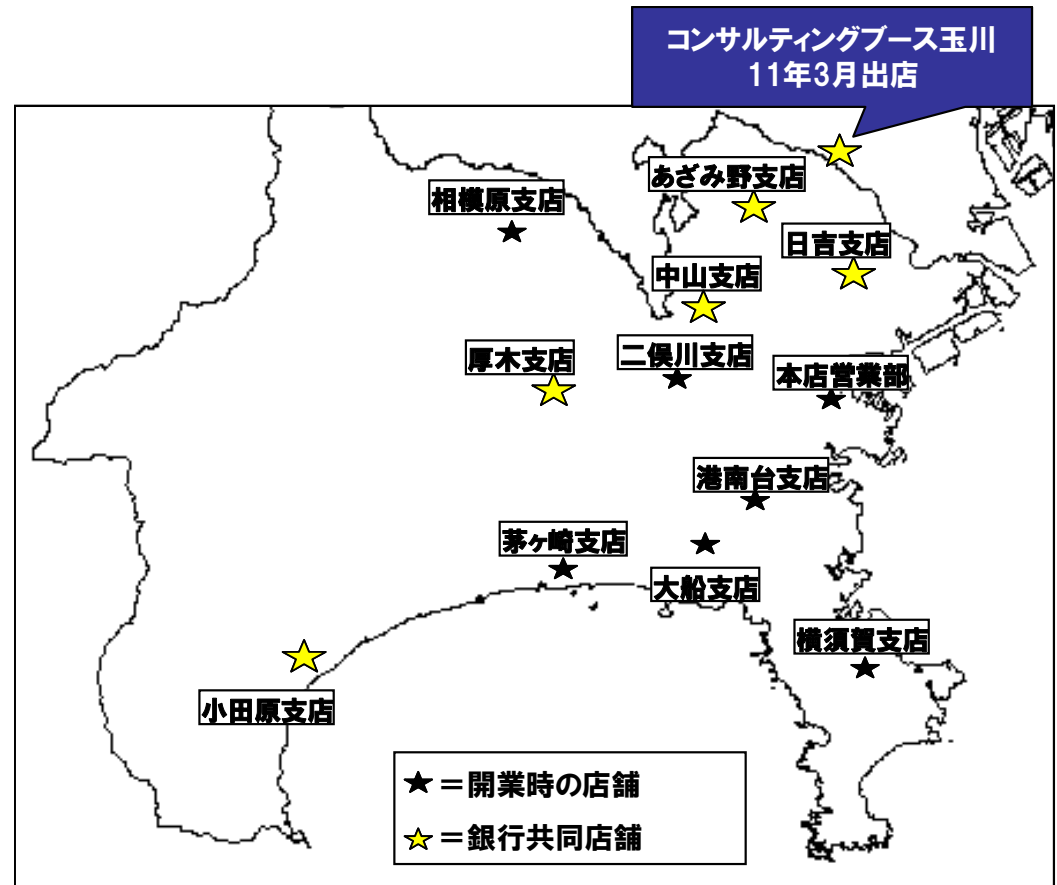 コンサルティングブース玉川
11年3月出店
あざみ野支店
相模原支店
日吉支店
中山支店
二俣川支店
厚木支店
本店営業部
港南台支店
茅ヶ崎支店
大船支店
横須賀支店
小田原支店
★＝開業時の店舗
☆＝銀行共同店舗